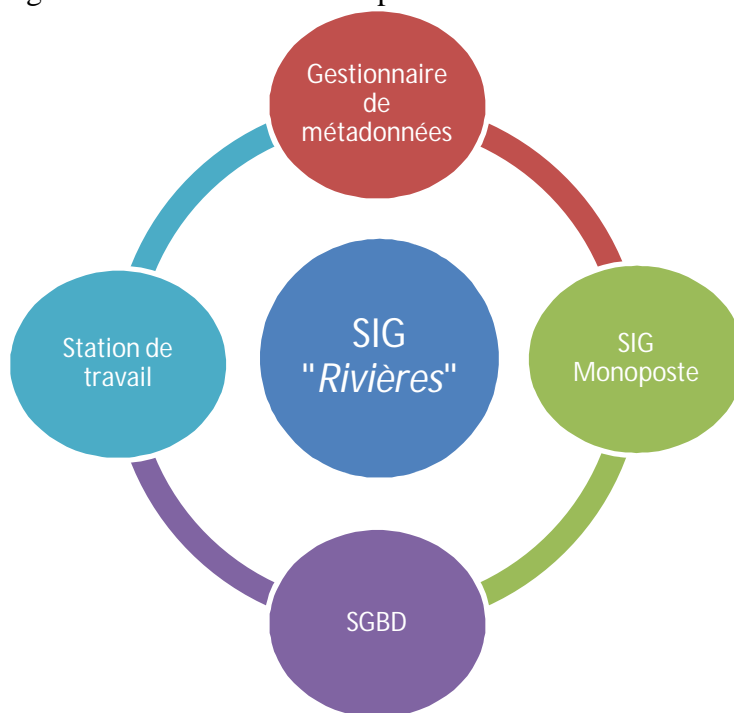 Gestionnaire
de
métadonnées
SIG
"Rivières"
Station de
travail
SIG
Monoposte
SGBD